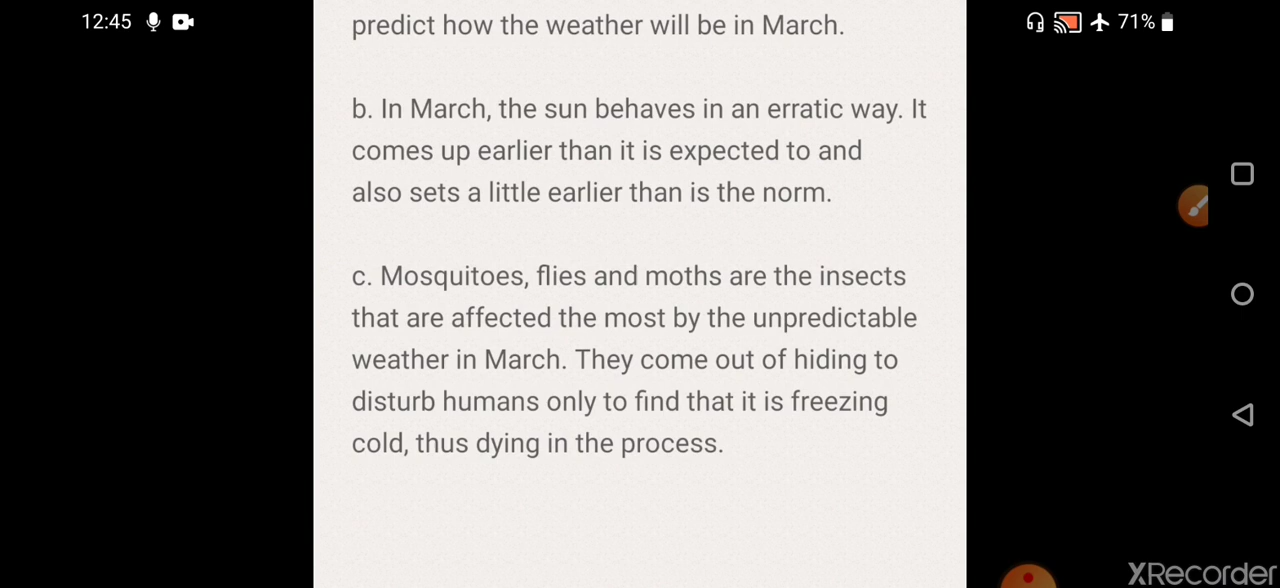 12:45
71%
predict how the weather will be in March.
b. In March, the sun behaves in an erratic way. It
comes up earlier than it is expected to and
also sets a little earlier than is the norm.
c. Mosquitoes, flies and moths are the insects
that are affected the most by the unpredictable
weather in March. They come out of hiding to
disturb humans only to find that it is freezing
cold, thus dying in the process.
XRecorder